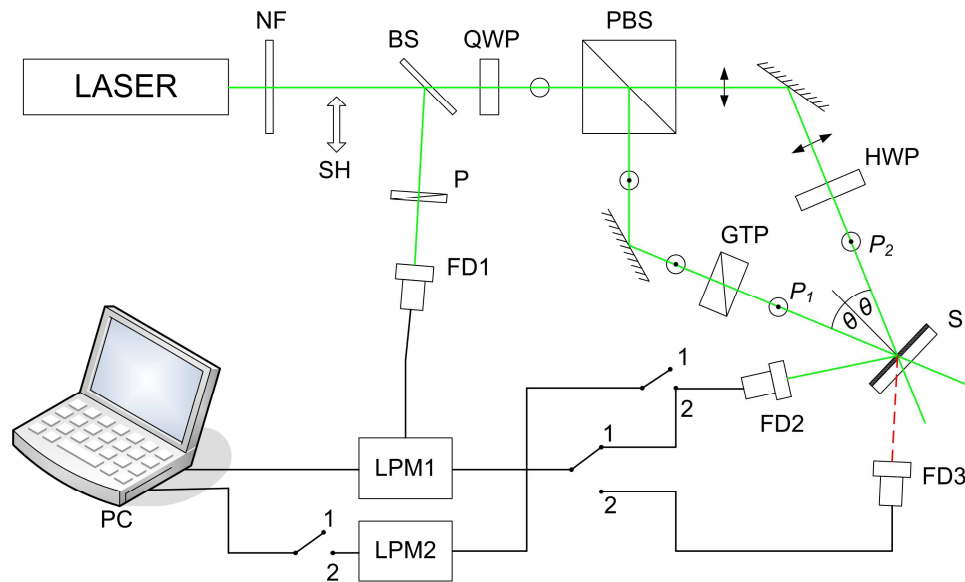 NF
BS
QWP
PBS
LASER
SH
P
HWP
GTP
P2
FD1
P1
θ
θ
S
1
2
FD2
1
LPM1
FD3
PC
2
1
LPM2
2